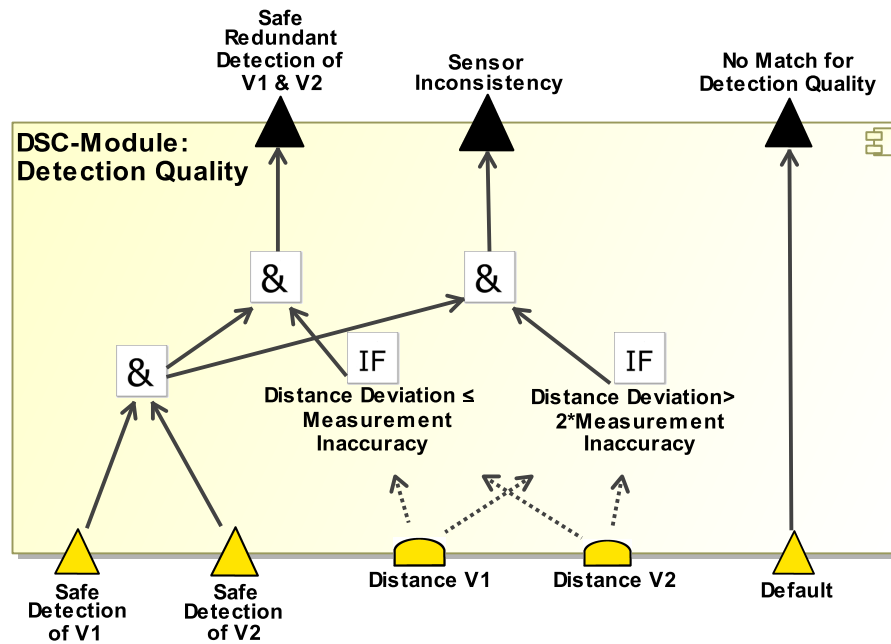 Safe
Redundant
Detection of
V1 & V2
Sensor
Inconsistency
No Match for
Detection Quality
DSC-Module:
Detection Quality
&
&
&
IF
Distance Deviation ≤
Measurement
Inaccuracy
IF
Distance Deviation>
2*Measurement
Inaccuracy
Safe
Detection
of V1
Safe
Detection
of V2
Distance V1
Distance V2
Default